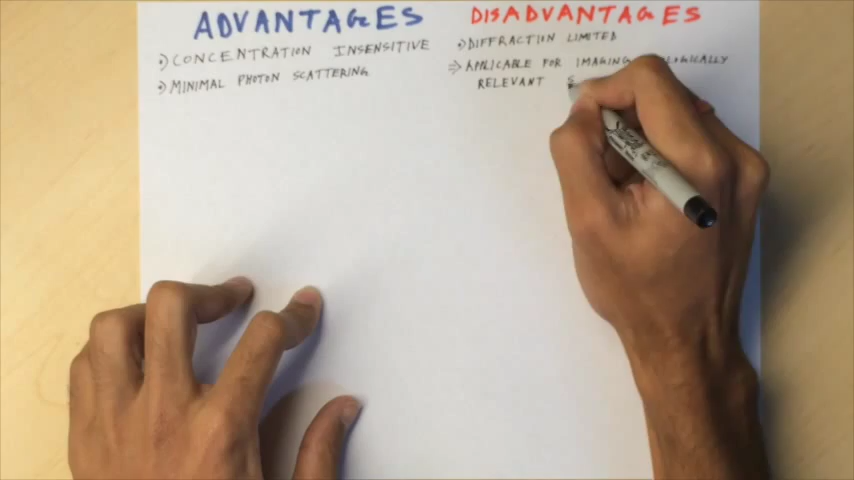 ADVANTAGES
CONCENTRATION INSENSITIVE
MINIMAL PHOTON SCATTERING
DISADVANTAGES
DIFFRACTION LIMITED
⇒ APPLICABLE FOR IMAGING
RELEVANT S